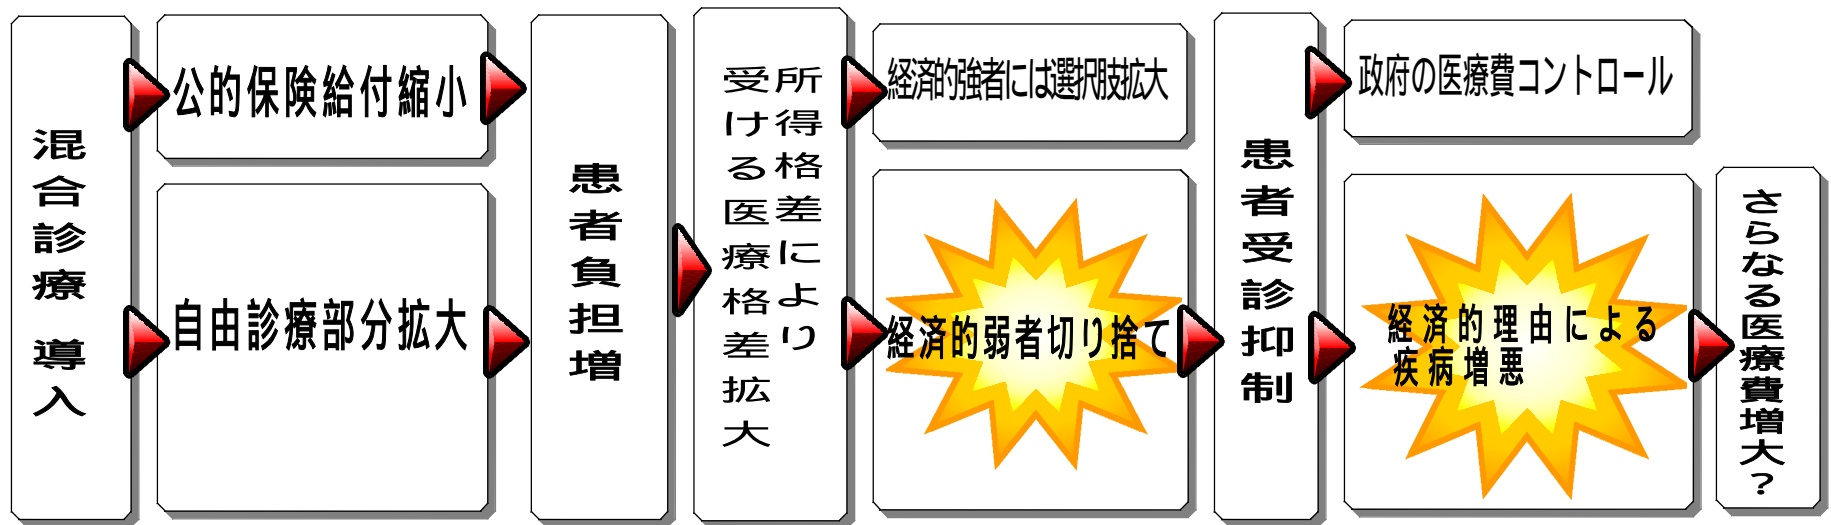 混合診療 導入
公的保険給付縮小
自由診療部分拡大
患者負担増
所得格差により
受ける医療格差拡大
経済的強者には選択肢拡大
経済的弱者切り捨て
患者受診抑制
政府の医療費コントロール
経済的理由による
疾病増悪
さらなる医療費増大?